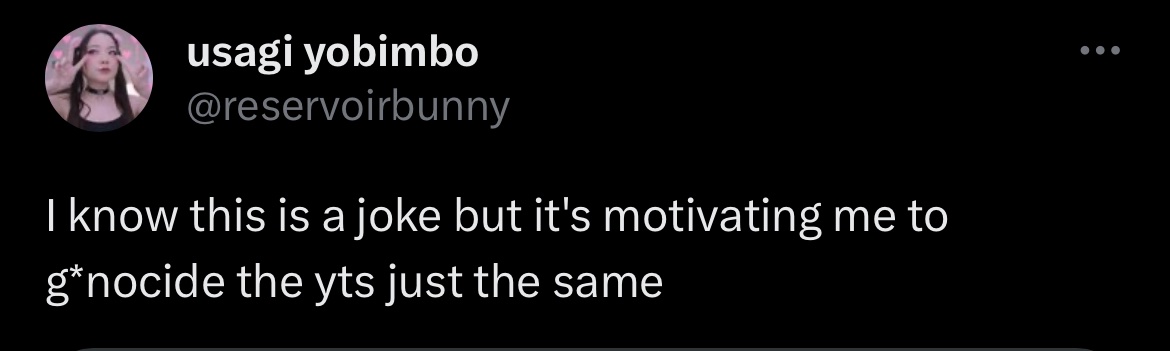 usagi yobimbo
@reservoirbunny
I know this is a joke but it's motivating me to
g*nocide the yts just the same